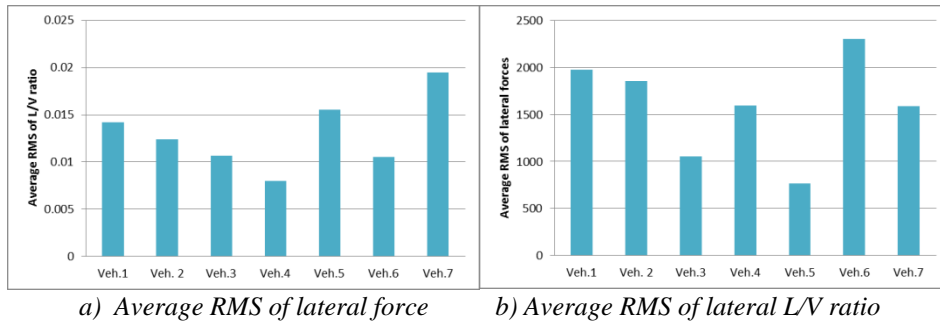 Average RMS of L/V ratio
0.025
0.02
0.015
0.01
0.005
0
Veh.1 Veh. 2 Veh.3 Veh.4 Veh.5 Veh.6 Veh.7
a) Average RMS of lateral force
Average RMS of lateral forces
2500
2000
1500
1000
500
0
Veh.1 Veh.2 Veh.3 Veh.4 Veh.5 Veh.6 Veh.7
b) Average RMS of lateral L/V ratio